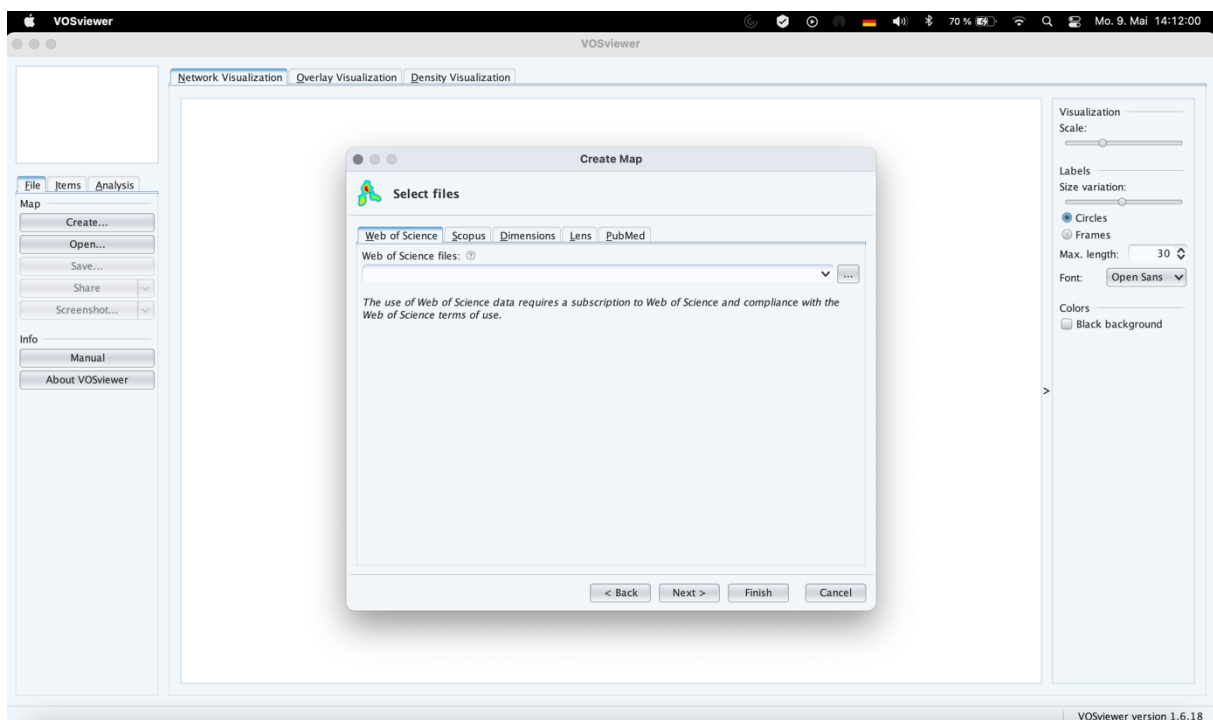 VOSviewer
70 %
Mo. 9. Mai 14:12:00
VOSviewer
Network Visualization
Overlay Visualization
Density Visualization
File
Items
Analysis
Map
Create...
Open...
Save...
Share
Screenshot...
Info
Manual
About VOSviewer
Create Map
Select files
Web of Science
Scopus
Dimensions
Lens
PubMed
Web of Science files: ?
...
The use of Web of Science data requires a subscription to Web of Science and compliance with the
Web of Science terms of use.
< Back
Next >
Finish
Cancel
>
Visualization
Scale:
Labels
Size variation:
Circles
Frames
Max. length: 30
Font: Open Sans
Colors
Black background
VOSviewer version 1.6.18